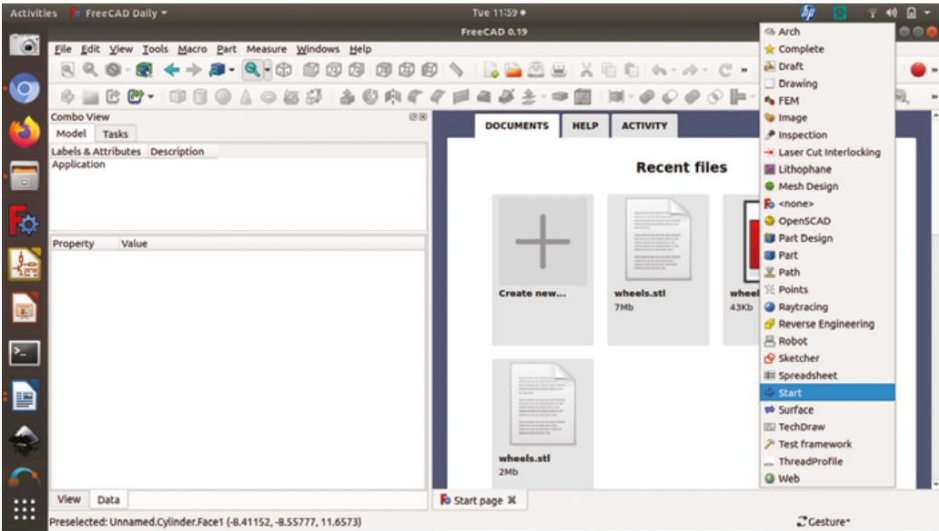 Activities FreeCAD Daily Tue 11:59
FreeCAD 0.19
File Edit View Tools Macro Part Measure Windows Help
Combo View
Model Tasks
Labels & Attributes Description
Application
Property Value
View Data
DOCUMENTS HELP ACTIVITY
Recent files
Create new...
wheels.stl
7Mb
wheel
43Kb
wheels.stl
2Mb
Start page
Arch
Complete
Draft
Drawing
FEM
Image
Inspection
Laser Cut Interlocking
Lithophane
Mesh Design
<none>
OpenSCAD
Part Design
Part
Path
Points
Raytracing
Reverse Engineering
Robot
Sketcher
Spreadsheet
Start
Surface
TechDraw
Test framework
ThreadProfile
Web
Preselected: Unnamed.Cylinder.Face1 (-8.41152, -8.55777, 11.6573)
Gesture